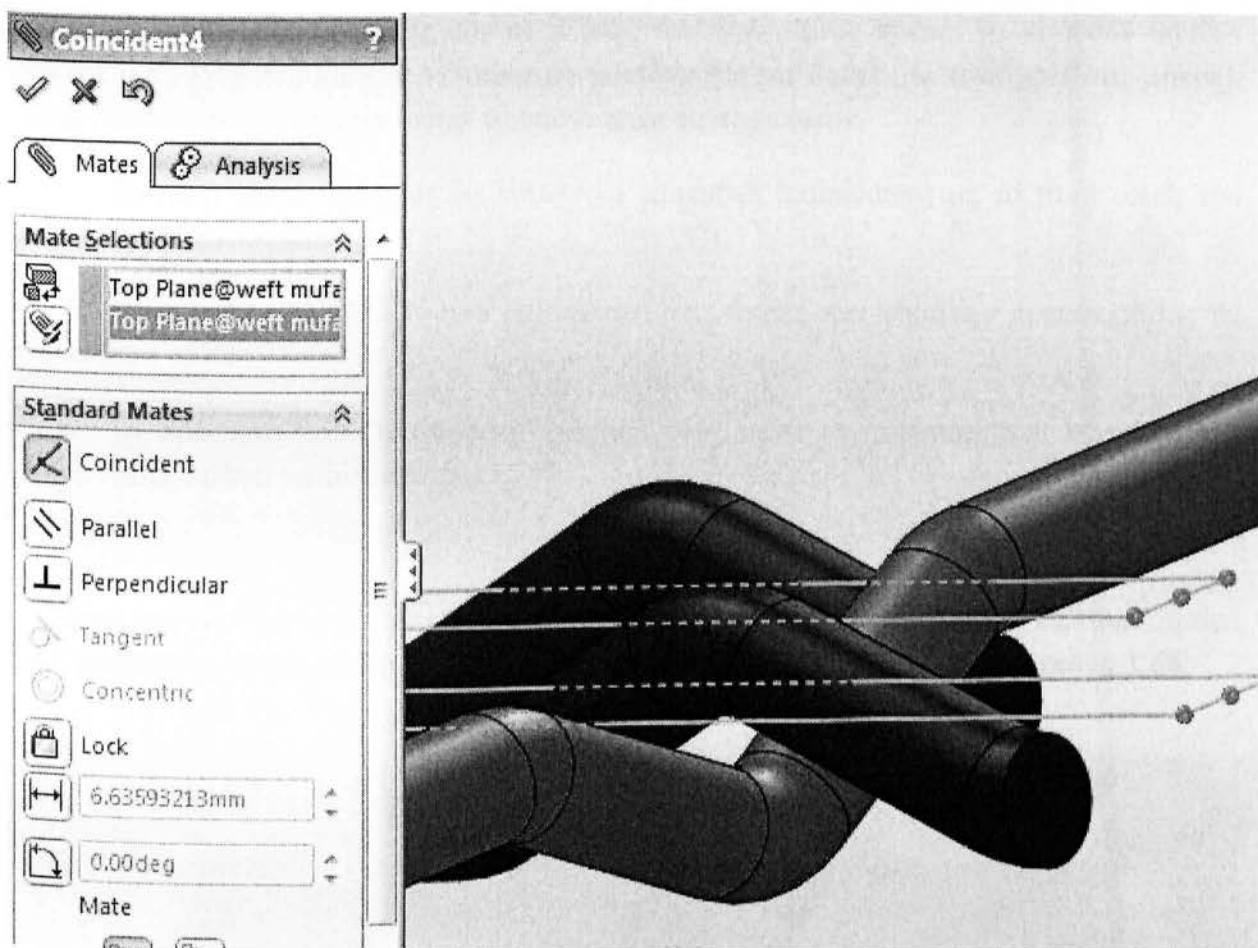 Coincident4 ?
Mates Analysis
Mate Selections
Top Plane@weft mufa
Top Plane@weft mufa
Standard Mates
Coincident
Parallel
Perpendicular
Tangent
Concentric
Lock
6.63593213mm
0.00deg
Mate